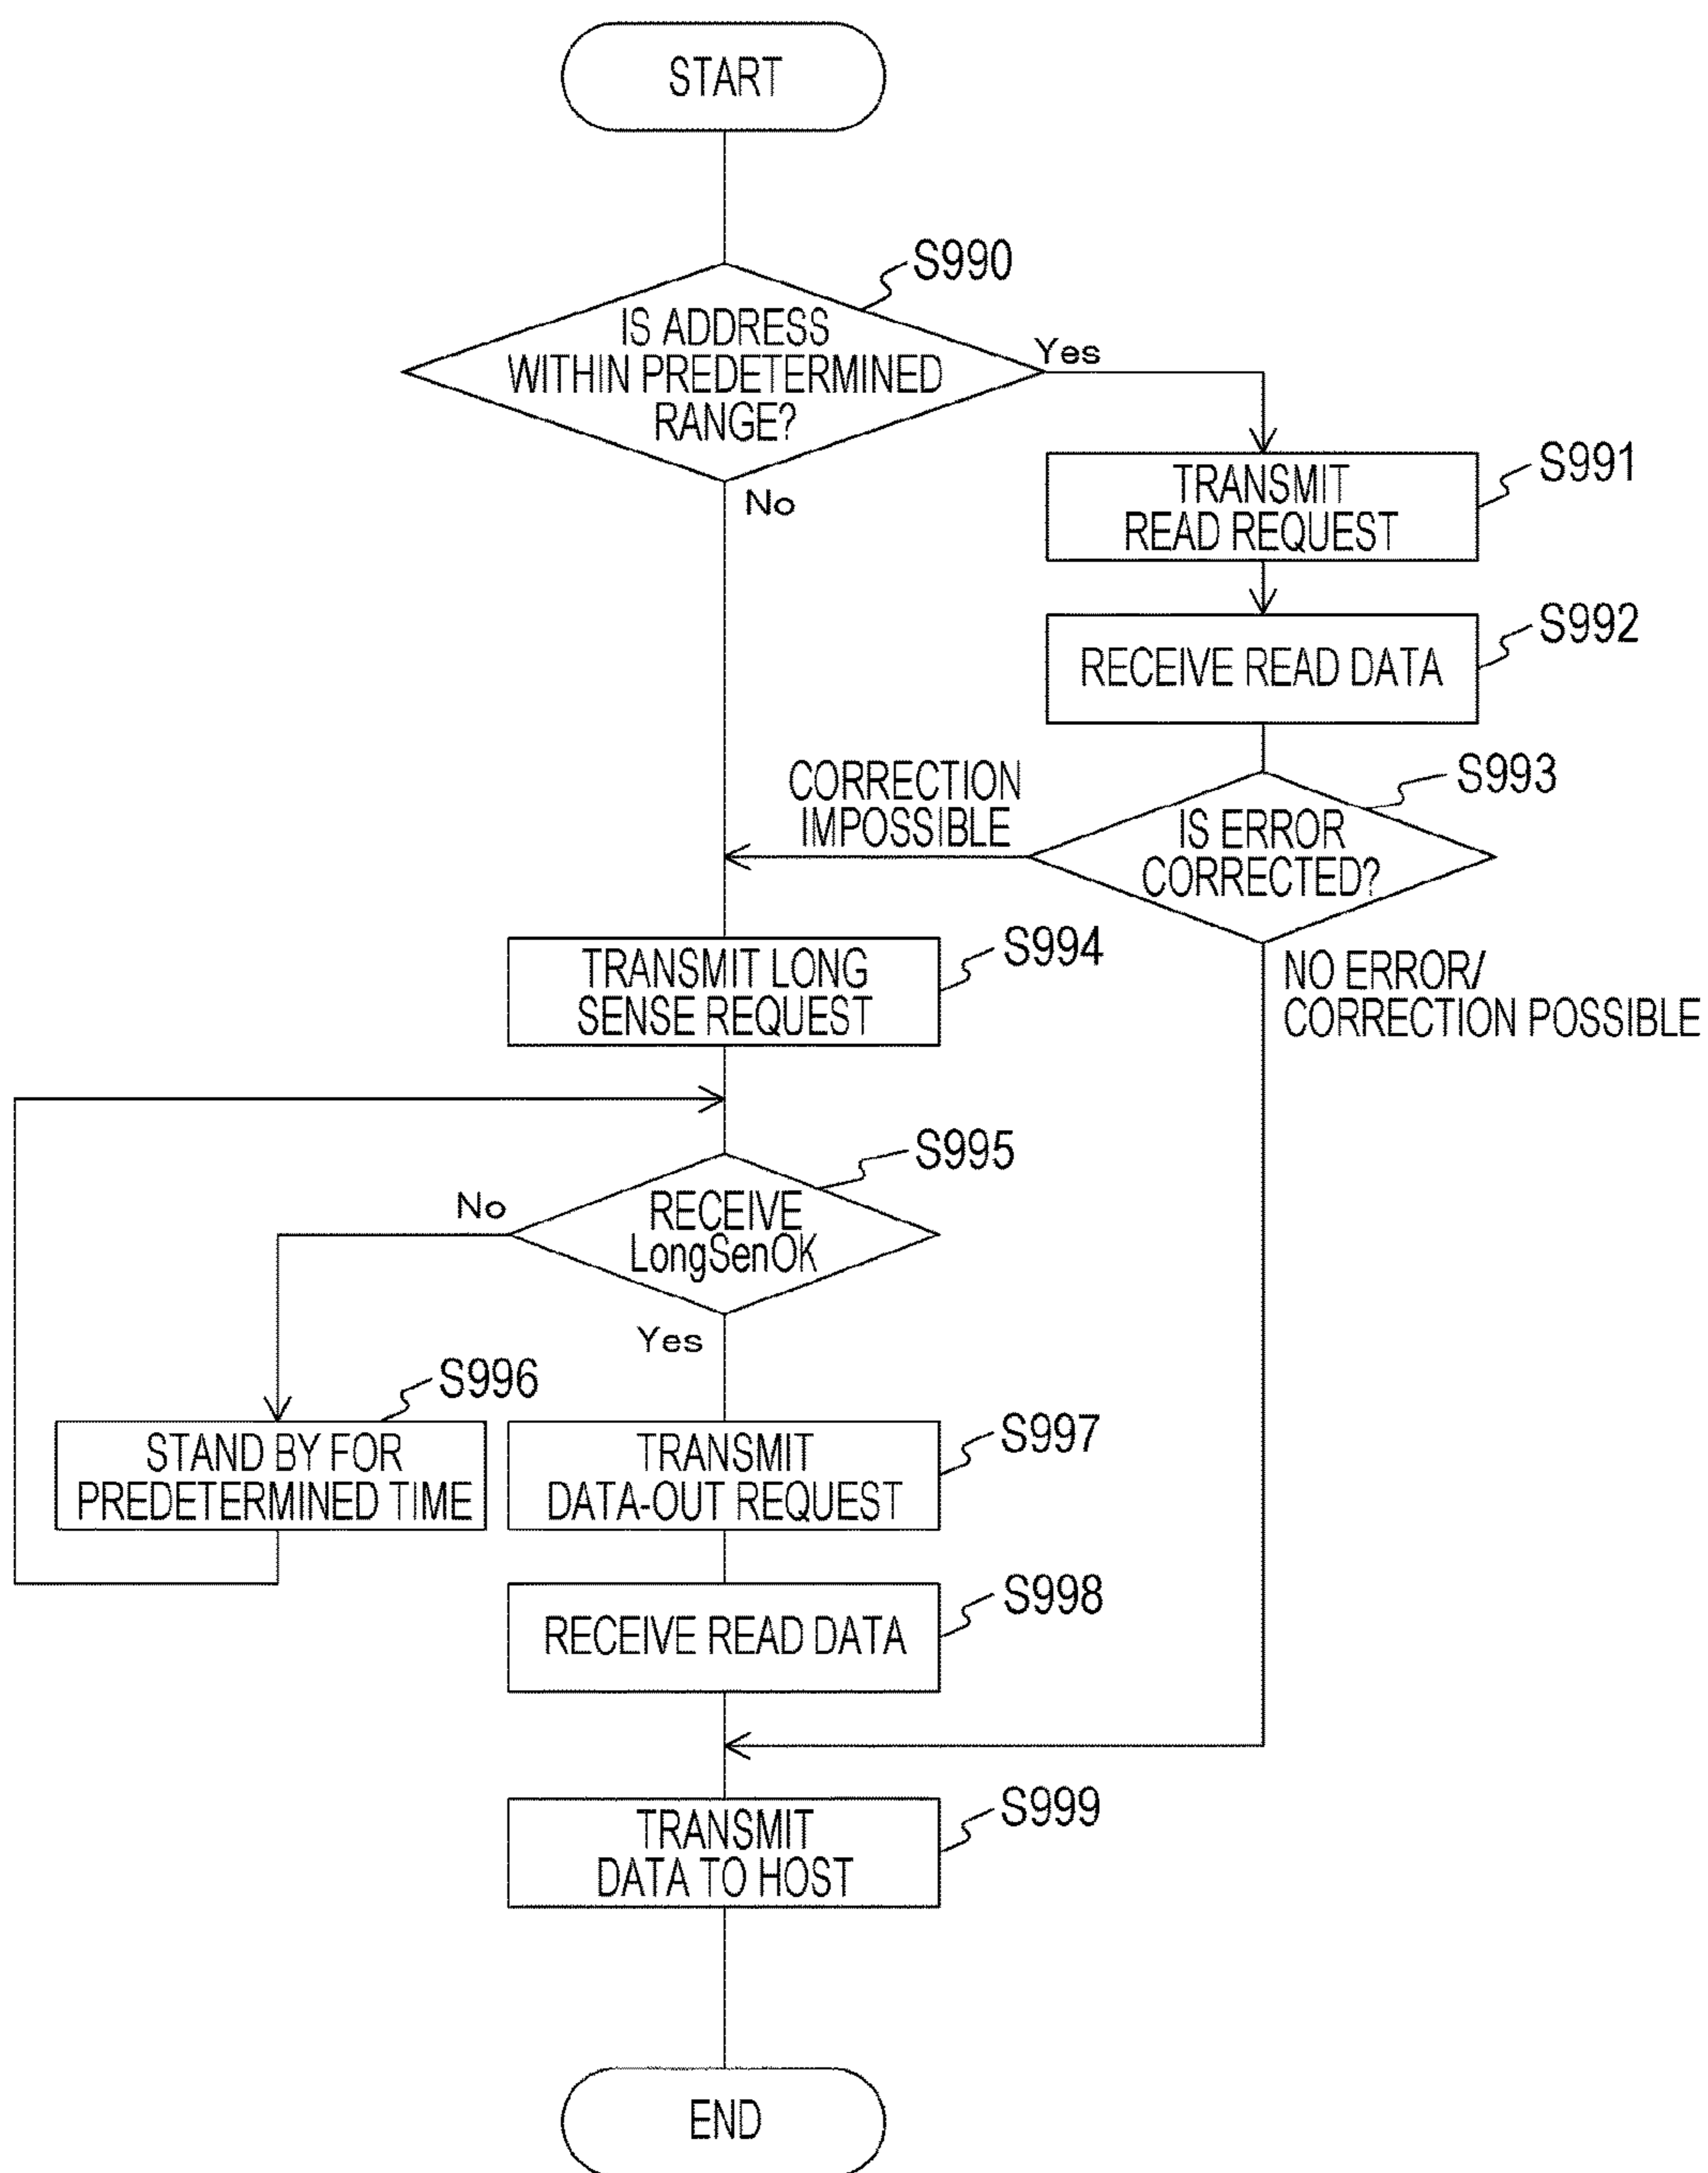 START
S990
IS ADDRESS
WITHIN PREDETERMINED
RANGE?
Yes
No
S991
TRANSMIT
READ REQUEST
S992
RECEIVE READ DATA
S993
IS ERROR
CORRECTED?
CORRECTION
IMPOSSIBLE
NO ERROR/
CORRECTION POSSIBLE
S994
TRANSMIT LONG
SENSE REQUEST
S995
RECEIVE
LongSenOK
No
Yes
S996
STAND BY FOR
PREDETERMINED TIME
S997
TRANSMIT
DATA-OUT REQUEST
S998
RECEIVE READ DATA
S999
TRANSMIT
DATA TO HOST
END